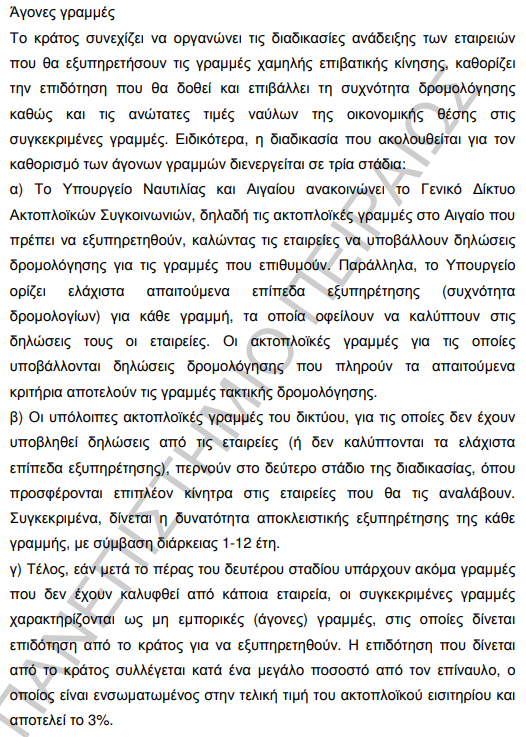 Άγονες γραμμές
Το κράτος συνεχίζει να οργανώνει τις διαδικασίες ανάδειξης των εταιρειών
που θα εξυπηρετήσουν τις γραμμές χαμηλής επιβατικής κίνησης, καθορίζει
την επιδότηση που θα δοθεί και επιβάλλει τη συχνότητα δρομολόγησης
καθώς και τις ανώτατες τιμές ναύλων της οικονομικής θέσης στις
συγκεκριμένες γραμμές. Ειδικότερα, η διαδικασία που ακολουθείται για τον
καθορισμό των άγονων γραμμών διενεργείται σε τρία στάδια:
α) Το Υπουργείο Ναυτιλίας και Αιγαίου ανακοινώνει το Γενικό Δίκτυο
Ακτοπλοϊκών Συγκοινωνιών, δηλαδή τις ακτοπλοϊκές γραμμές στο Αιγαίο που
πρέπει να εξυπηρετηθούν, καλώντας τις εταιρείες να υποβάλλουν δηλώσεις
δρομολόγησης για τις γραμμές που επιθυμούν. Παράλληλα, το Υπουργείο
ορίζει ελάχιστα απαιτούμενα επίπεδα εξυπηρέτησης (συχνότητα
δρομολογίων) για κάθε γραμμή, τα οποία οφείλουν να καλύπτουν στις
δηλώσεις τους οι εταιρείες. Οι ακτοπλοϊκές γραμμές για τις οποίες
υποβάλλονται δηλώσεις δρομολόγησης που πληρούν τα απαιτούμενα
κριτήρια αποτελούν τις γραμμές τακτικής δρομολόγησης.
β) Οι υπόλοιπες ακτοπλοϊκές γραμμές του δικτύου, για τις οποίες δεν έχουν
υποβληθεί δηλώσεις από τις εταιρείες (ή δεν καλύπτονται τα ελάχιστα
επίπεδα εξυπηρέτησης), περνούν στο δεύτερο στάδιο της διαδικασίας, όπου
προσφέρονται επιπλέον κίνητρα στις εταιρείες που θα τις αναλάβουν.
Συγκεκριμένα, δίνεται η δυνατότητα αποκλειστικής εξυπηρέτησης της κάθε
γραμμής, με σύμβαση διάρκειας 1-12 έτη.
γ) Τέλος, εάν μετά το πέρας του δευτέρου σταδίου υπάρχουν ακόμα γραμμές
που δεν έχουν καλυφθεί από κάποια εταιρεία, οι συγκεκριμένες γραμμές
χαρακτηρίζονται ως μη εμπορικές (άγονες) γραμμές, στις οποίες δίνεται
επιδότηση από το κράτος για να εξυπηρετηθούν. Η επιδότηση που δίνεται
από το κράτος συλλέγεται κατά ένα μεγάλο ποσοστό από τον επίναυλο, ο
οποίος είναι ενσωματωμένος στην τελική τιμή του ακτοπλοϊκού εισιτηρίου και
αποτελεί το 3%.
ΠΑΝΕΠΙΣΤΗΜΙΟ ΠΕΙΡΑΙΩΣ